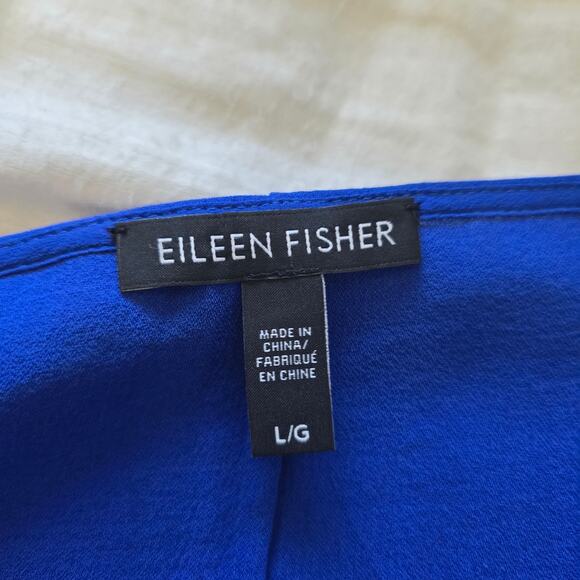 EILEEN FISHER
MADE IN
CHINA/
FABRIQUÉ
EN CHINE
L/G